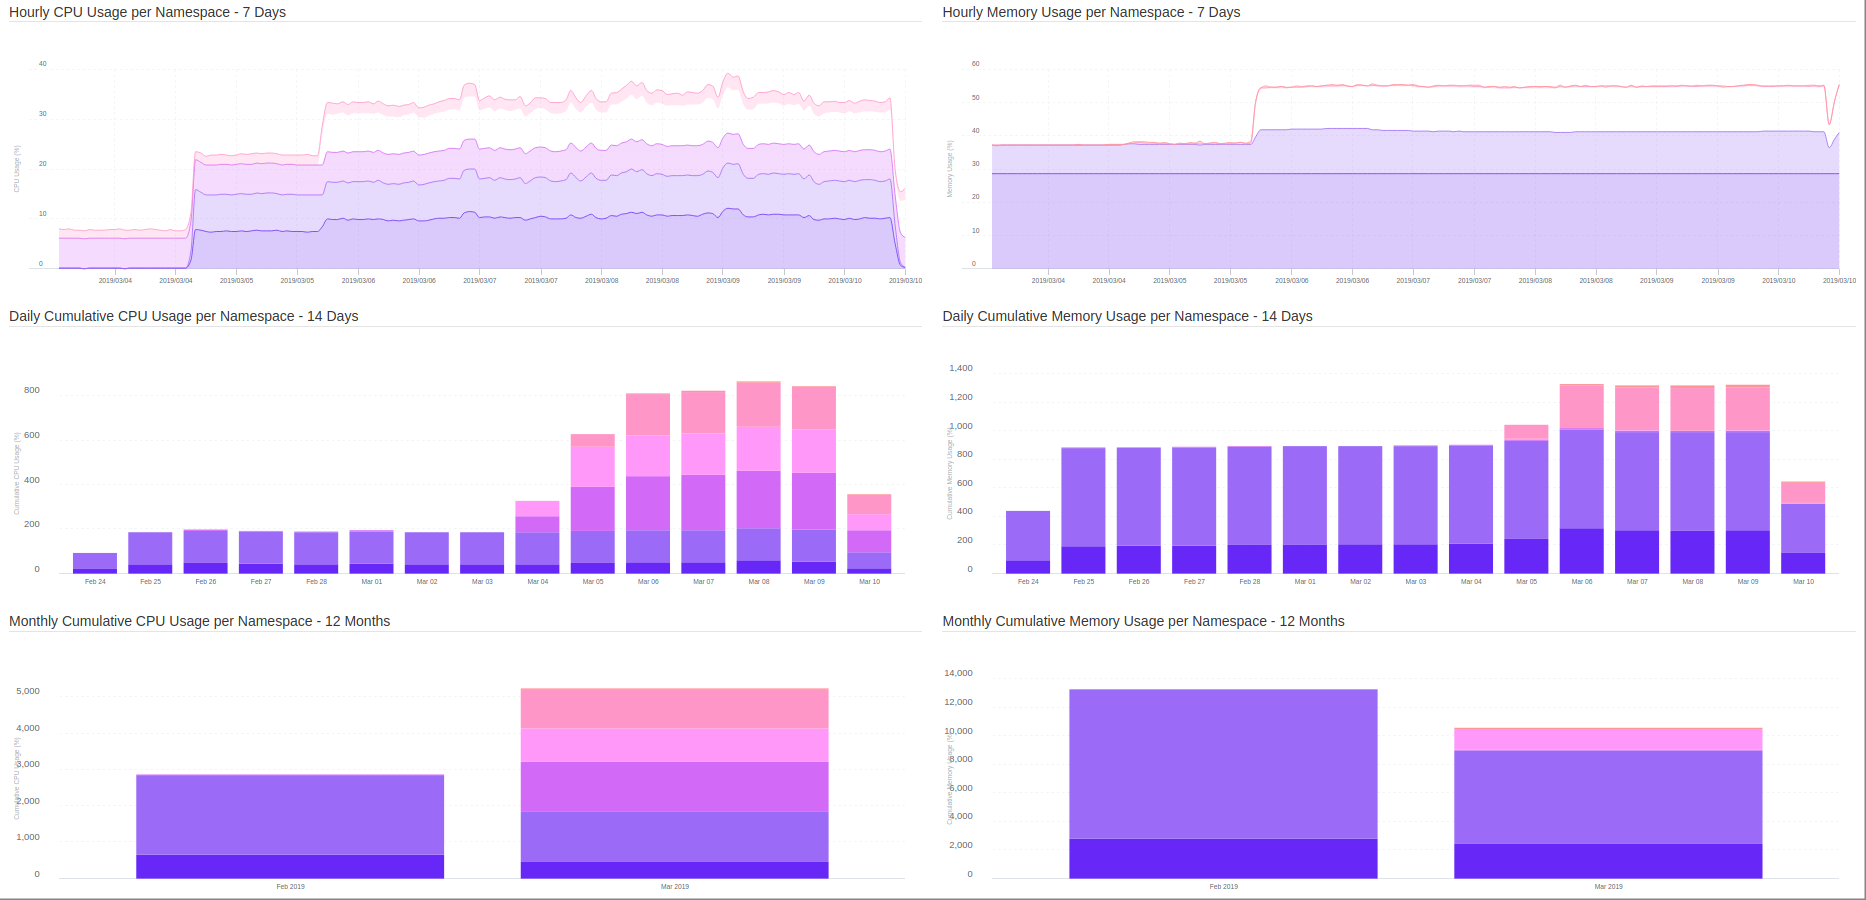 Hourly CPU Usage per Namespace - 7 Days
CPU Usage (%)
40
30
20
10
0
2019/03/04 2019/03/04 2019/03/05 2019/03/05 2019/03/06 2019/03/06 2019/03/07 2019/03/07 2019/03/08 2019/03/08 2019/03/09 2019/03/09 2019/03/10 2019/03/10
Hourly Memory Usage per Namespace - 7 Days
Memory Usage (%)
60
50
40
30
20
10
0
2019/03/04 2019/03/04 2019/03/05 2019/03/05 2019/03/06 2019/03/06 2019/03/07 2019/03/07 2019/03/08 2019/03/08 2019/03/09 2019/03/09 2019/03/10 2019/03/10
Daily Cumulative CPU Usage per Namespace - 14 Days
Cumulative CPU Usage (%)
800
600
400
200
0
Feb 24 Feb 25 Feb 26 Feb 27 Feb 28 Mar 01 Mar 02 Mar 03 Mar 04 Mar 05 Mar 06 Mar 07 Mar 08 Mar 09 Mar 10
Daily Cumulative Memory Usage per Namespace - 14 Days
Cumulative Memory Usage (%)
1,400
1,200
1,000
800
600
400
200
0
Feb 24 Feb 25 Feb 26 Feb 27 Feb 28 Mar 01 Mar 02 Mar 03 Mar 04 Mar 05 Mar 06 Mar 07 Mar 08 Mar 09 Mar 10
Monthly Cumulative CPU Usage per Namespace - 12 Months
Cumulative CPU Usage (%)
5,000
4,000
3,000
2,000
1,000
0
Feb 2019 Mar 2019
Monthly Cumulative Memory Usage per Namespace - 12 Months
Cumulative Memory Usage (%)
14,000
12,000
10,000
8,000
6,000
4,000
2,000
0
Feb 2019 Mar 2019